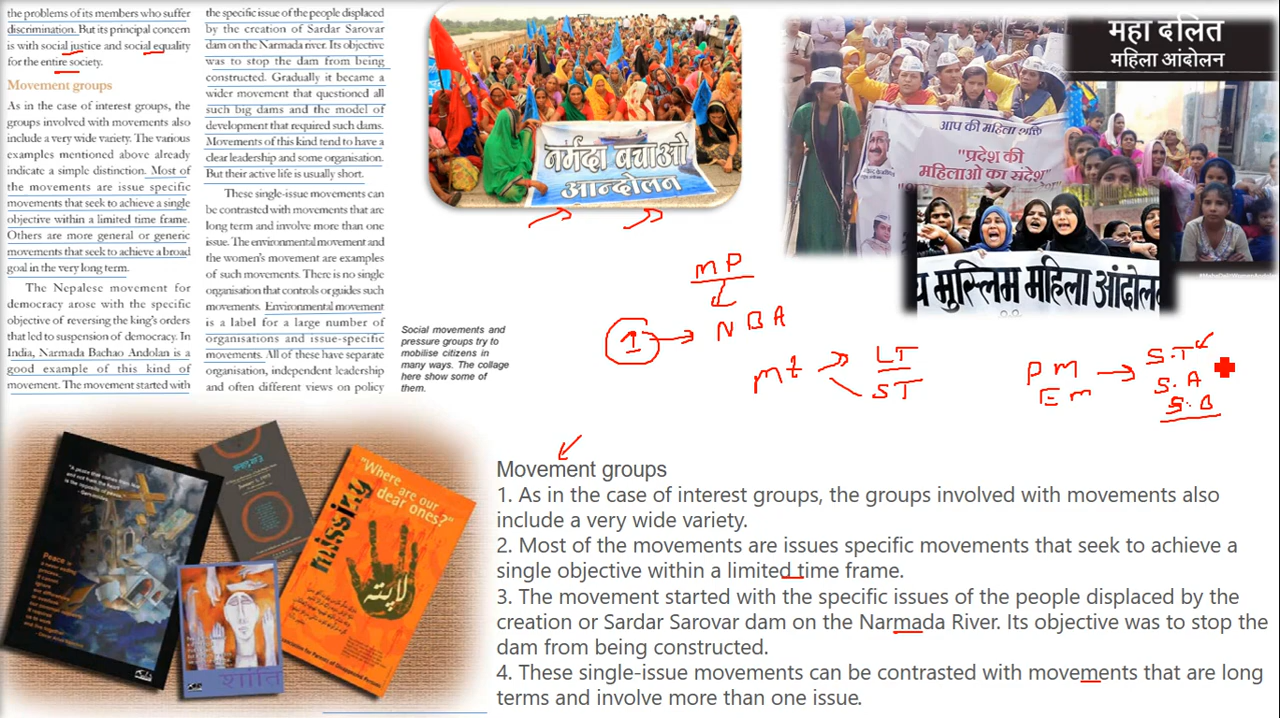 the problems of its members who suffer
discrimination. But its principal concern
is with social justice and social equality
for the entire society.
Movement groups
As in the case of interest groups, the
groups involved with movements also
include a very wide variety. The various
examples mentioned above already
indicate a simple distinction. Most of
the movements are issue specific
movements that seek to achieve a single
objective within a limited time frame.
Others are more general or generic
movements that seek to achieve a broad
goal in the very long term.
The Nepalese movement for
democracy arose with the specific
objective of reversing the king's orders
that led to suspension of democracy. In
India, Narmada Bachao Andolan is a
good example of this kind of
movement. The movement started with
the specific issue of the people displaced
by the creation of Sardar Sarovar
dam on the Narmada river. Its objective
was to stop the dam from being
constructed. Gradually it became a
wider movement that questioned all
such big dams and the model of
development that required such dams.
Movements of this kind tend to have a
clear leadership and some organisation.
But their active life is usually short.
These single-issue movements can
be contrasted with movements that are
long term and involve more than one
issue. The environmental movement and
the women's movement are examples
of such movements. There is no single
organisation that controls or guides such
movements. Environmental movement
is a label for a large number of
organisations and issue-specific
movements. All of these have separate
organisation, independent leadership
and often different views on policy
Social movements and
pressure groups try to
mobilise citizens in
many ways. The collage
here show some of
them.
नर्मदा बचाओ
आन्दोलन
महा दलित
महिला आंदोलन
आप की महिला शक्ति
"प्रदेश की
महिलाओ का संदेश"
य मुस्लिम महिला आंदोल
MP
1
NBA
Mt
LT
ST
PM
EM
S.T
S.A
S.B
"Where are our
dear ones?"
missing
لاپتہ
Peace is
शांति
Movement groups
1. As in the case of interest groups, the groups involved with movements also
include a very wide variety.
2. Most of the movements are issues specific movements that seek to achieve a
single objective within a limited time frame.
3. The movement started with the specific issues of the people displaced by the
creation or Sardar Sarovar dam on the Narmada River. Its objective was to stop the
dam from being constructed.
4. These single-issue movements can be contrasted with movements that are long
terms and involve more than one issue.